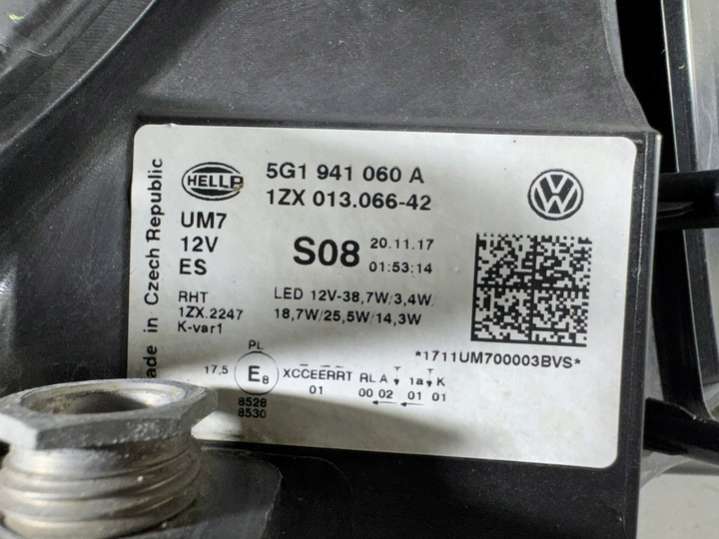 ade in Czech Republic
HELLA
5G1 941 060 A
1ZX 013.066-42
UM7
12V
ES
S08
20.11.17
01:53:14
RHT
1ZX.2247
K-var1
LED 12V-38,7W/3,4W
18,7W/25,5W/14,3W
*1711UM700003BVS*
PL
17,5 E8 XCCEERRT RL A 1a K
01 00 02 01 01
8528
8530